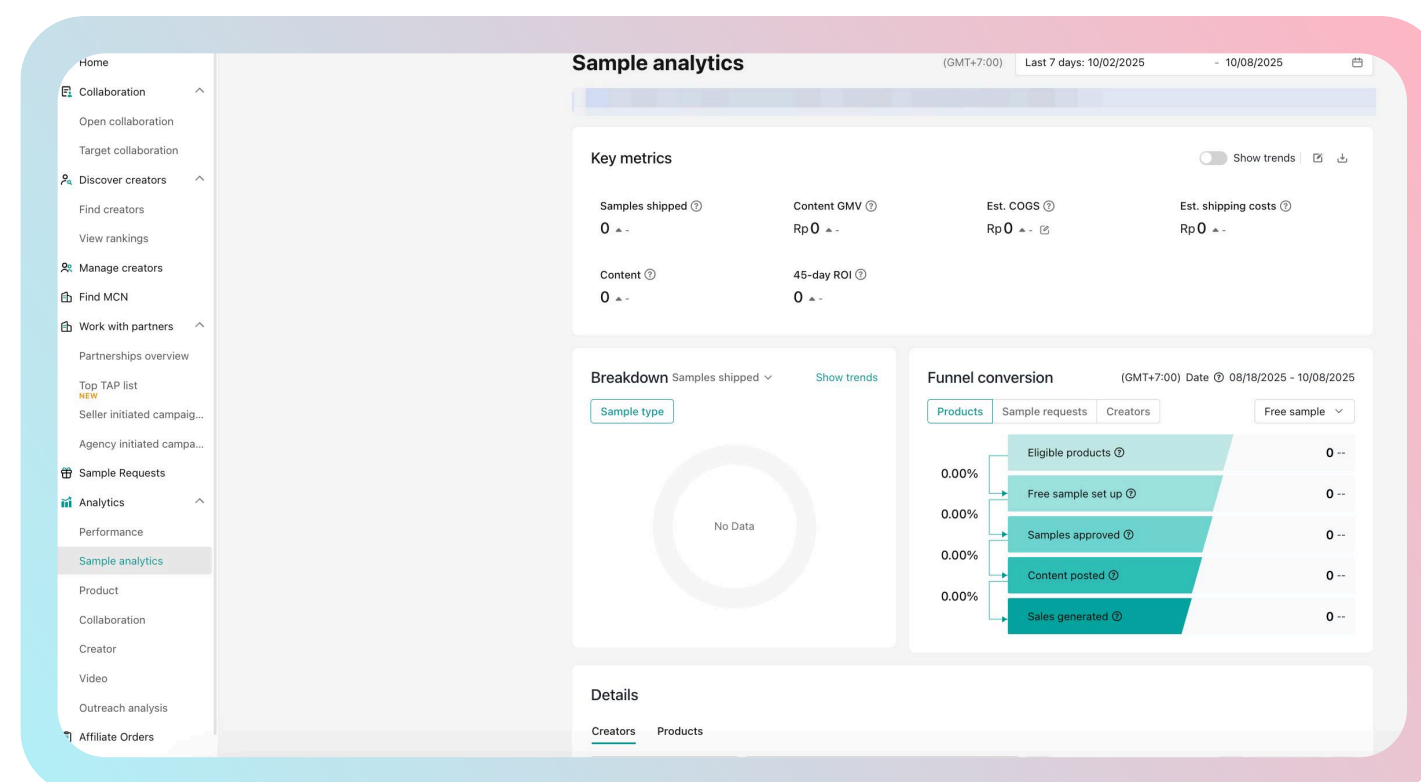 Home
Collaboration
Open collaboration
Target collaboration
Discover creators
Find creators
View rankings
Manage creators
Find MCN
Work with partners
Partnerships overview
Top TAP list
NEW
Seller initiated campaig...
Agency initiated campa...
Sample Requests
Analytics
Performance
Sample analytics
Product
Collaboration
Creator
Video
Outreach analysis
Affiliate Orders
Sample analytics
(GMT+7:00) Last 7 days: 10/02/2025 - 10/08/2025
Key metrics
Show trends
Samples shipped
0 -
Content GMV
Rp0 -
Est. COGS
Rp0 -
Est. shipping costs
Rp0 -
Content
0 -
45-day ROI
0 -
Breakdown Samples shipped Show trends
Sample type
No Data
Funnel conversion (GMT+7:00) Date 08/18/2025 - 10/08/2025
Products Sample requests Creators Free sample
Eligible products 0 --
0.00%
Free sample set up 0 --
0.00%
Samples approved 0 --
0.00%
Content posted 0 --
0.00%
Sales generated 0 --
Details
Creators Products